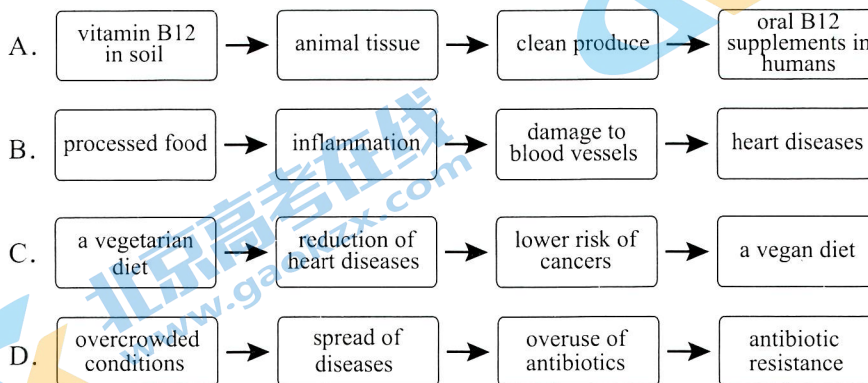 A. vitamin B12 in soil → animal tissue → clean produce → oral B12 supplements in humans
B. processed food → inflammation → damage to blood vessels → heart diseases
C. a vegetarian diet → reduction of heart diseases → lower risk of cancers → a vegan diet
D. overcrowded conditions → spread of diseases → overuse of antibiotics → antibiotic resistance
北京高考在线
www.gaokzx.com